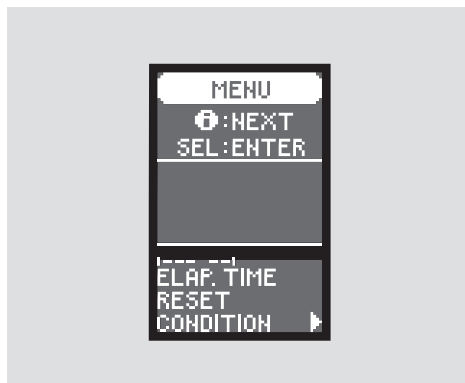 MENU
i:NEXT
SEL:ENTER
ELAP. TIME
RESET
CONDITION